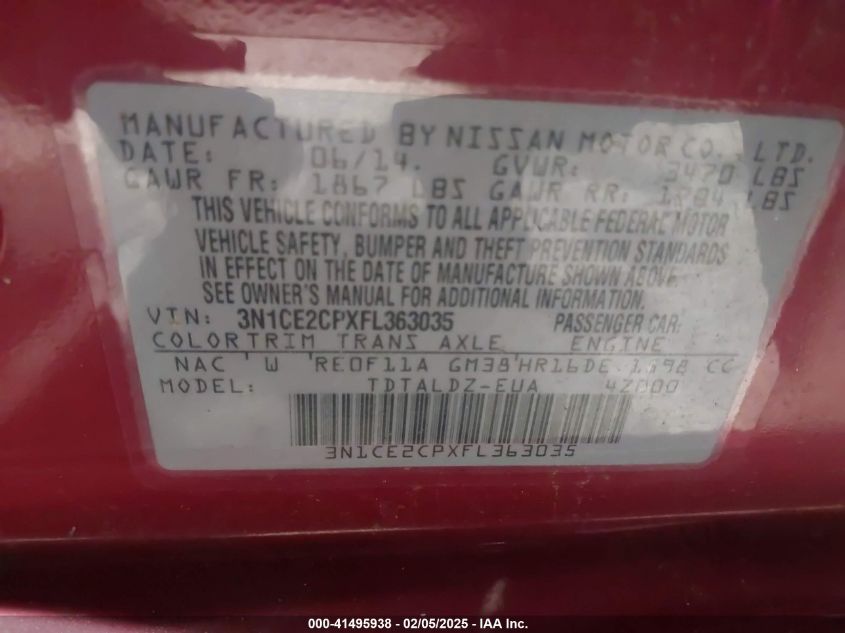 MANUFACTURED BY NISSAN MOTOR CO., LTD.
DATE: 06/14. GVWR: 3470 LBS
GAWR FR: 1867 LBS GAWR RR: LBS
THIS VEHICLE CONFORMS TO ALL APPLICABLE FEDERAL MOTOR
VEHICLE SAFETY, BUMPER AND THEFT PREVENTION STANDARDS
IN EFFECT ON THE DATE OF MANUFACTURE SHOWN ABOVE.
SEE OWNER'S MANUAL FOR ADDITIONAL INFORMATION.
VIN: 3N1CE2CPXFL363035 PASSENGER CAR
COLOR TRIM TRANS AXLE ENGINE
NAC W RE0F11A GM38 HR16DE 1598 CC
MODEL: TDTALDZ-EUA
3N1CE2CPXFL363035
000-41495938 - 02/05/2025 - IAA Inc.